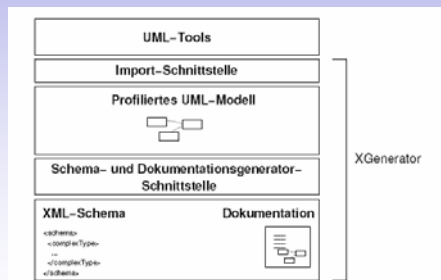 UML-Tools
Import-Schnittstelle
Profiliertes UML-Modell
XGenerator
Schema- und Dokumentationsgenerator-
Schnittstelle
XML-Schema Dokumentation
<schema>
<complexType>
...
</complexType>
</schema>